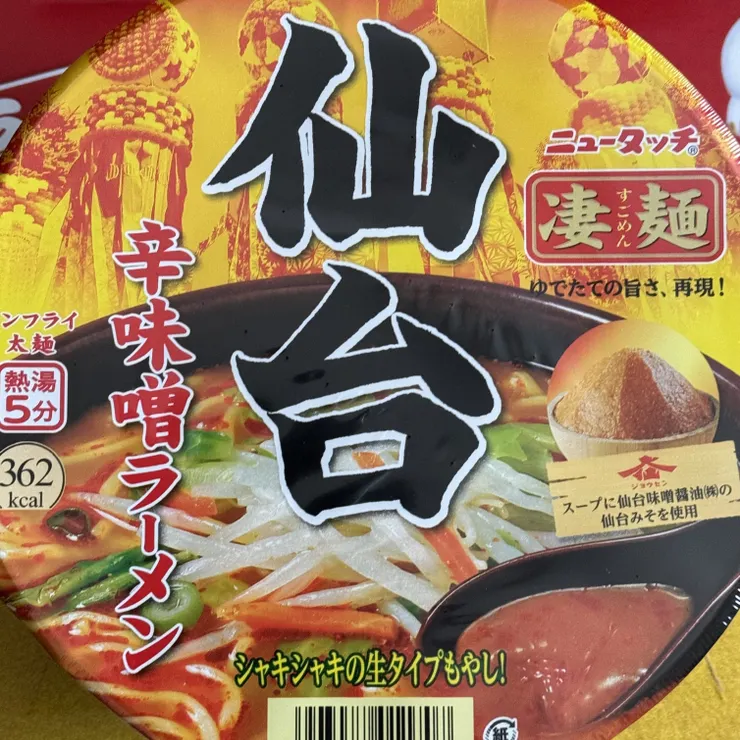 仙台
辛味噌ラーメン
ニュータッチ®
凄麺
すごめん
ゆでたての旨さ、再現!
ンフライ
太麺
熱湯
5分
362
kcal
ジョウセン
スープに仙台味噌醤油㈱の
仙台みそを使用
シャキシャキの生タイプもやし!
紙